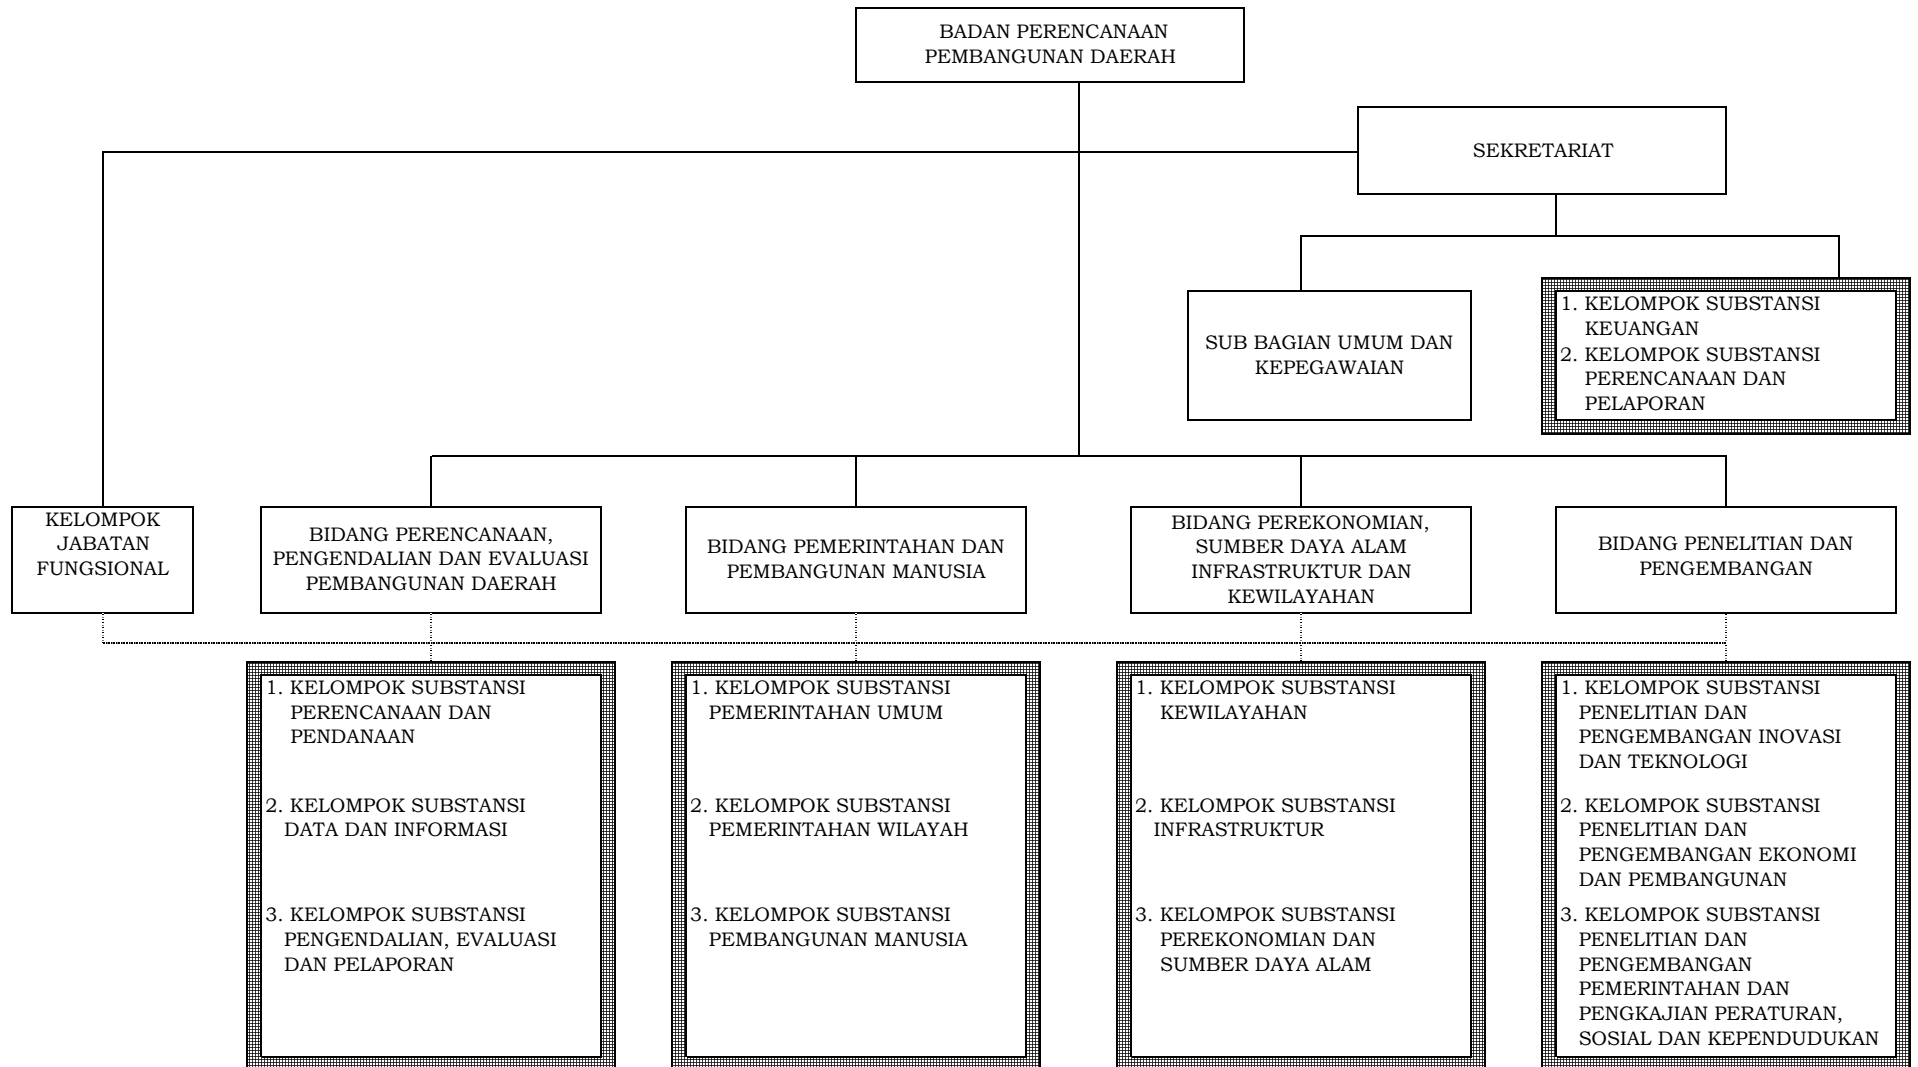 BADAN PERENCANAAN
PEMBANGUNAN DAERAH
SEKRETARIAT
SUB BAGIAN UMUM DAN
KEPEGAWAIAN
1. KELOMPOK SUBSTANSI
KEUANGAN
2. KELOMPOK SUBSTANSI
PERENCANAAN DAN
PELAPORAN
KELOMPOK
JABATAN
FUNGSIONAL
BIDANG PERENCANAAN,
PENGENDALIAN DAN EVALUASI
PEMBANGUNAN DAERAH
BIDANG PEMERINTAHAN DAN
PEMBANGUNAN MANUSIA
BIDANG PEREKONOMIAN,
SUMBER DAYA ALAM
INFRASTRUKTUR DAN
KEWILAYAHAN
BIDANG PENELITIAN DAN
PENGEMBANGAN
1. KELOMPOK SUBSTANSI
PERENCANAAN DAN
PENDANAAN
2. KELOMPOK SUBSTANSI
DATA DAN INFORMASI
3. KELOMPOK SUBSTANSI
PENGENDALIAN, EVALUASI
DAN PELAPORAN
1. KELOMPOK SUBSTANSI
PEMERINTAHAN UMUM
2. KELOMPOK SUBSTANSI
PEMERINTAHAN WILAYAH
3. KELOMPOK SUBSTANSI
PEMBANGUNAN MANUSIA
1. KELOMPOK SUBSTANSI
KEWILAYAHAN
2. KELOMPOK SUBSTANSI
INFRASTRUKTUR
3. KELOMPOK SUBSTANSI
PEREKONOMIAN DAN
SUMBER DAYA ALAM
1. KELOMPOK SUBSTANSI
PENELITIAN DAN
PENGEMBANGAN INOVASI
DAN TEKNOLOGI
2. KELOMPOK SUBSTANSI
PENELITIAN DAN
PENGEMBANGAN EKONOMI
DAN PEMBANGUNAN
3. KELOMPOK SUBSTANSI
PENELITIAN DAN
PENGEMBANGAN
PEMERINTAHAN DAN
PENGKAJIAN PERATURAN,
SOSIAL DAN KEPENDUDUKAN